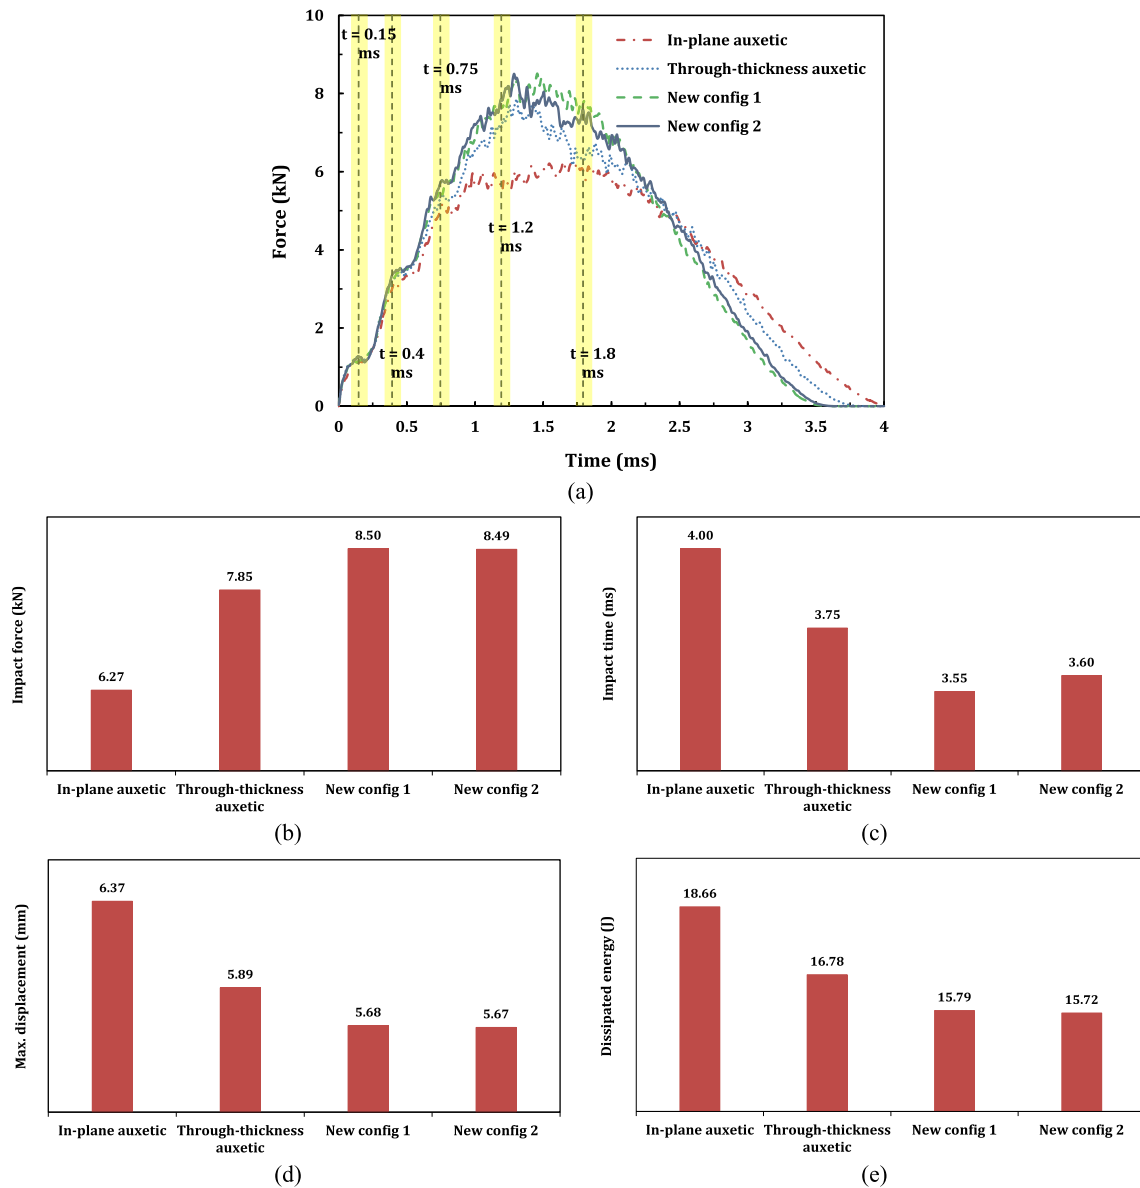 10
8
6
4
2
0
Force (kN)
t = 0.15
ms
t = 0.75
ms
t = 1.2
ms
t = 0.4
ms
t = 1.8
ms
In-plane auxetic
Through-thickness auxetic
New config 1
New config 2
0 0.5 1 1.5 2 2.5 3 3.5 4
Time (ms)
(a)
Impact force (kN)
6.27
7.85
8.50
8.49
In-plane auxetic Through-thickness New config 1 New config 2
auxetic
(b)
Impact time (ms)
4.00
3.75
3.55
3.60
In-plane auxetic Through-thickness New config 1 New config 2
auxetic
(c)
Max. displacement (mm)
6.37
5.89
5.68
5.67
In-plane auxetic Through-thickness New config 1 New config 2
auxetic
(d)
Dissipated energy (J)
18.66
16.78
15.79
15.72
In-plane auxetic Through-thickness New config 1 New config 2
auxetic
(e)